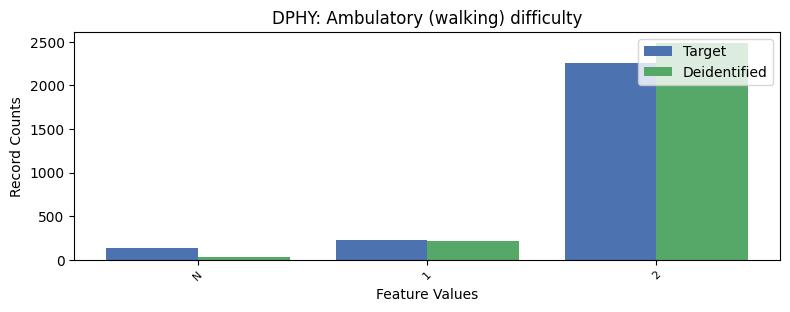 DPHY: Ambulatory (walking) difficulty
Record Counts
2500
2000
1500
1000
500
0
Target
Deidentified
N
1
2
Feature Values